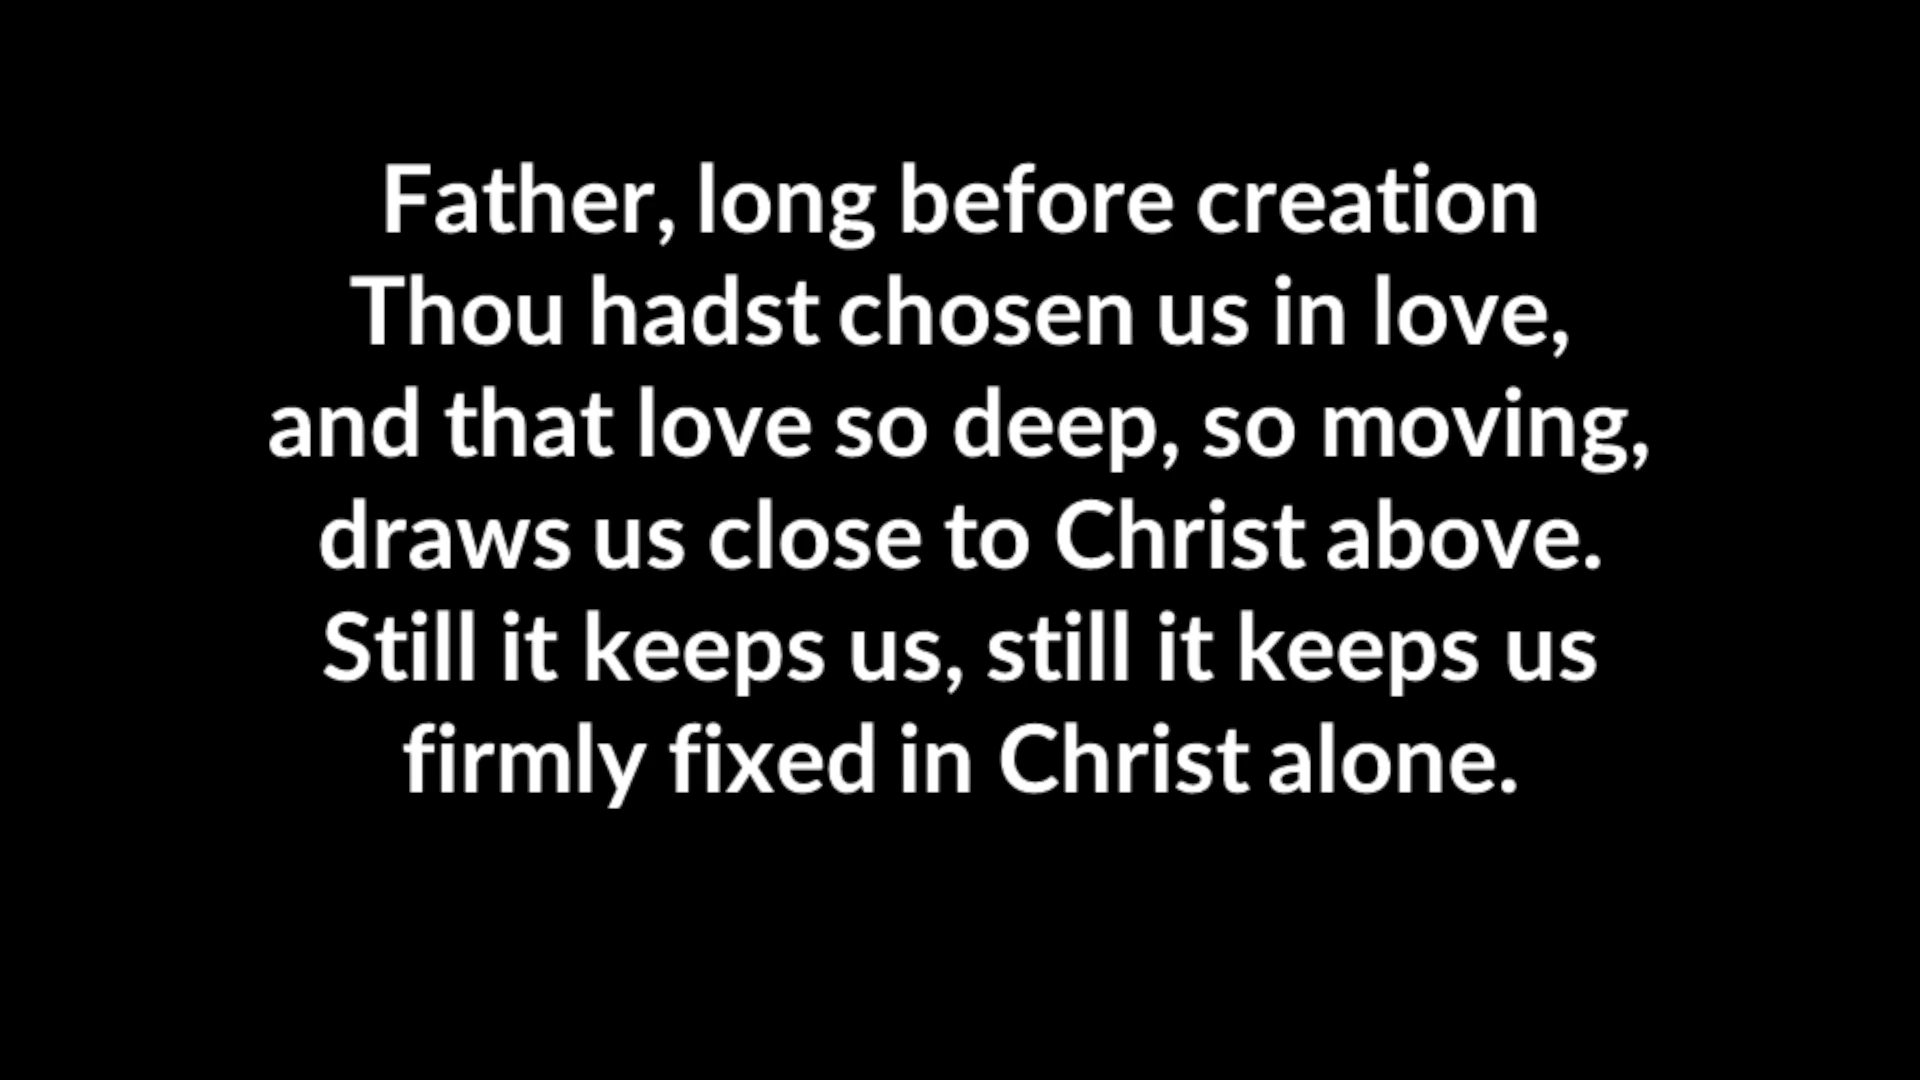 Father, long before creation
Thou hadst chosen us in love,
and that love so deep, so moving,
draws us close to Christ above.
Still it keeps us, still it keeps us
firmly fixed in Christ alone.